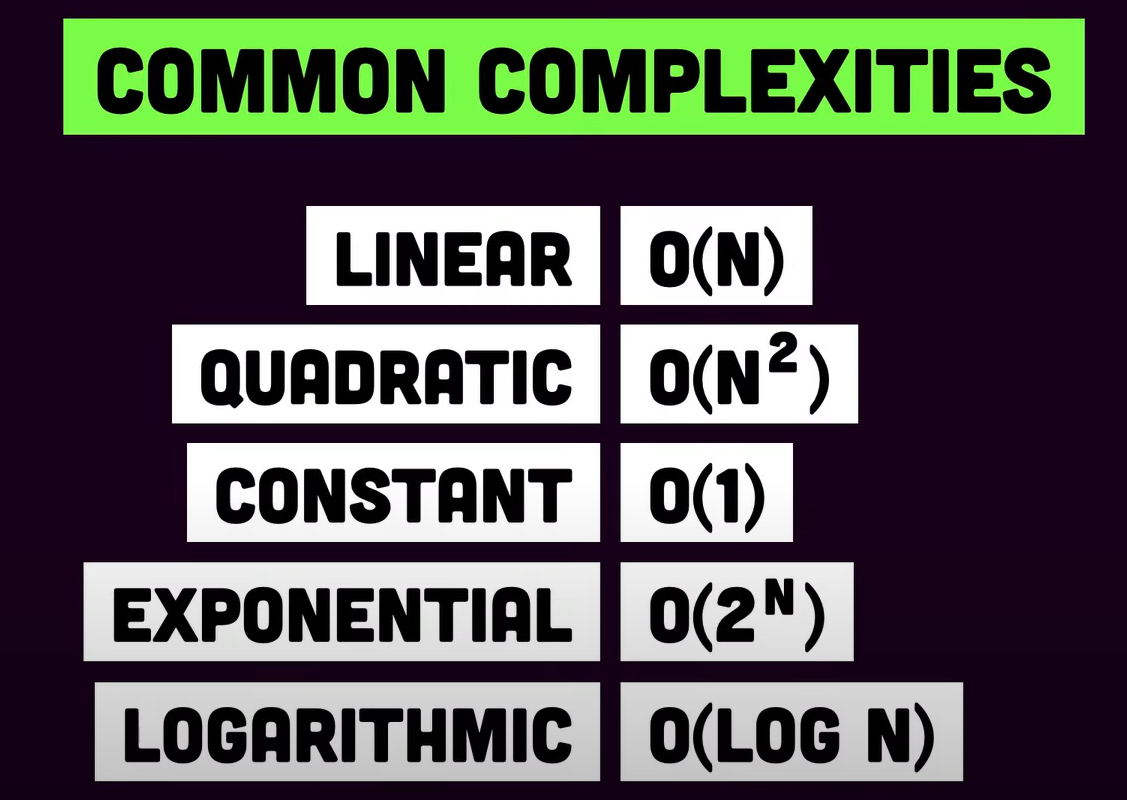 COMMON COMPLEXITIES
LINEAR O(N)
QUADRATIC O(N²)
CONSTANT O(1)
EXPONENTIAL O(2ᴺ)
LOGARITHMIC O(LOG N)